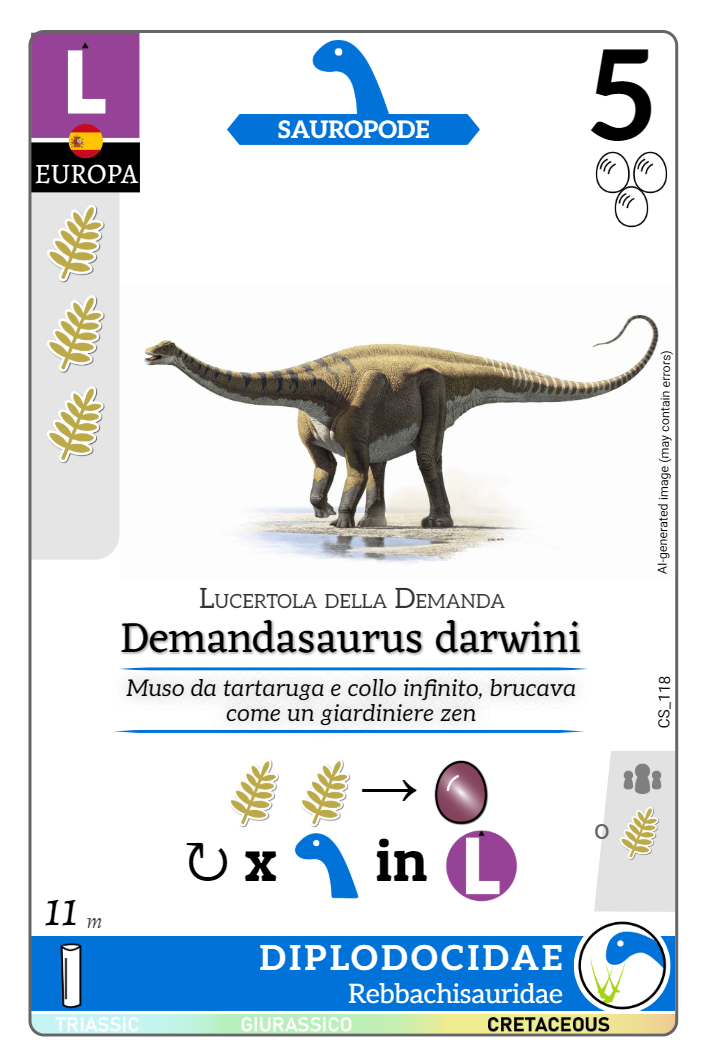 L
SAUROPODE
5
EUROPA
AI-generated image (may contain errors)
LUCERTOLA DELLA DEMANDA
Demandasaurus darwini
Muso da tartaruga e collo infinito, brucava
come un giardiniere zen
CS_118
→
o
↻ x in L
11 m
DIPLODOCIDAE
Rebbachisauridae
TRIASSIC GIURASSICO CRETACEOUS